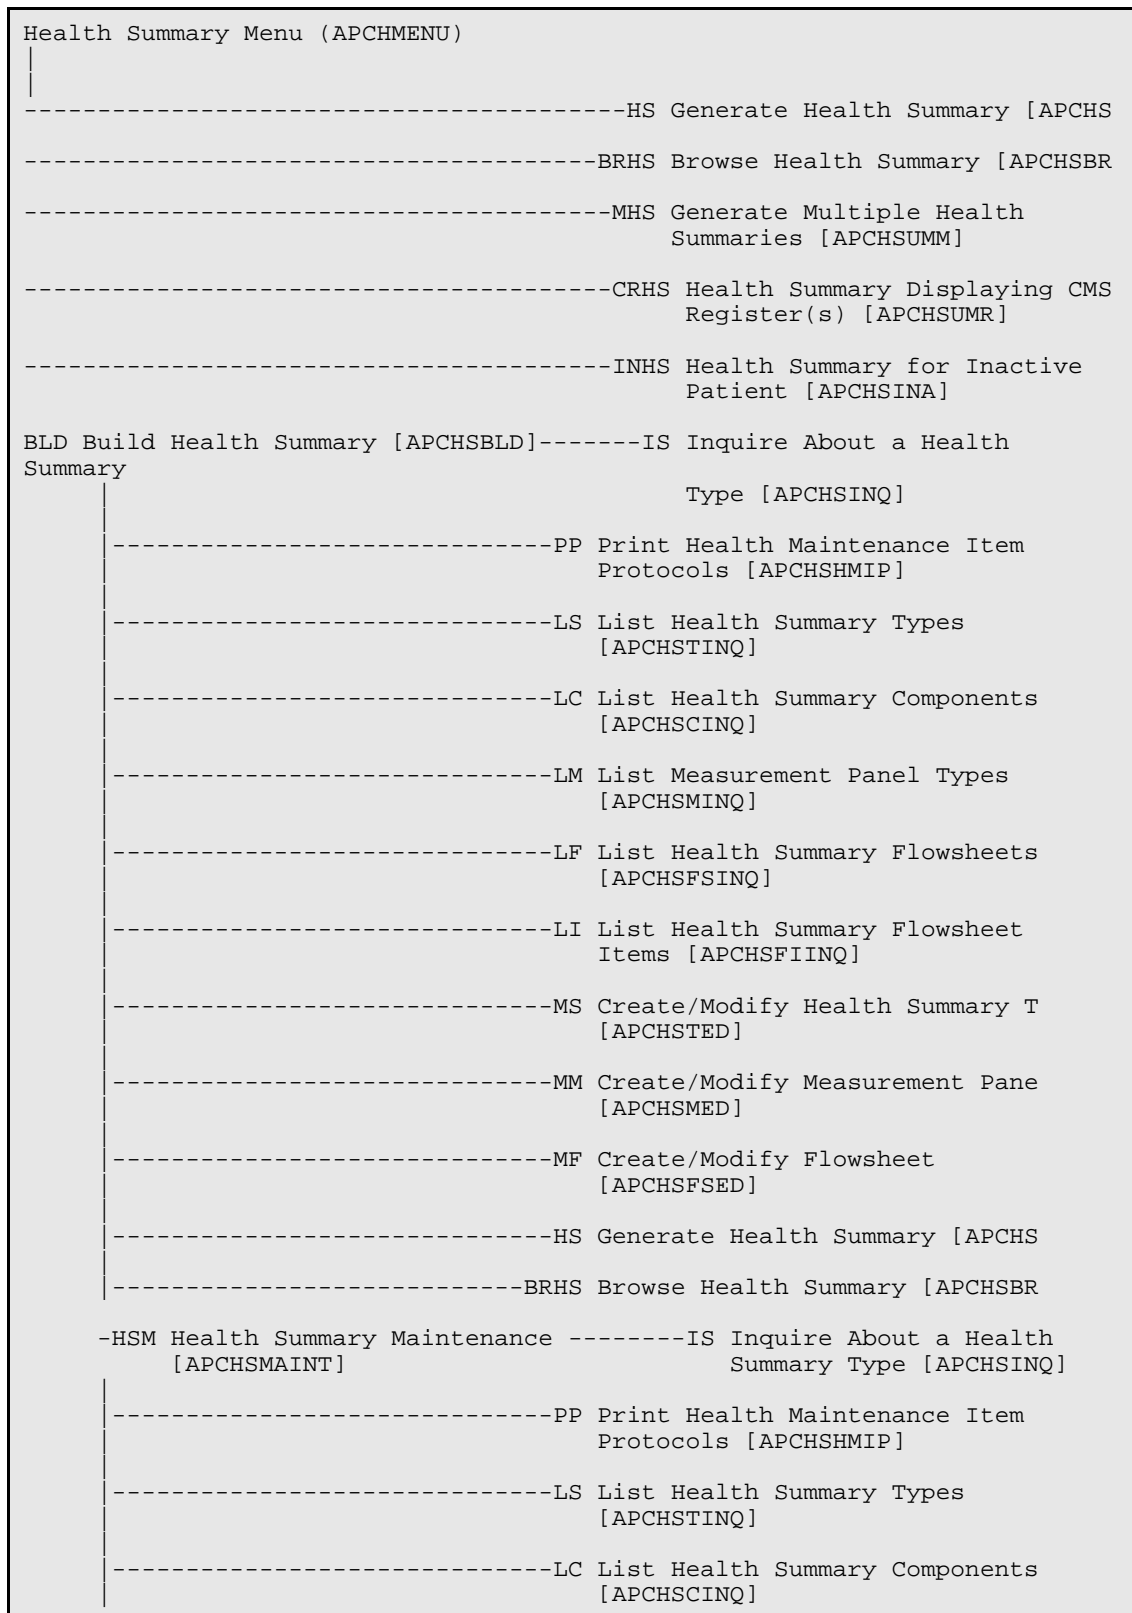 Health Summary Menu (APCHMENU)
|
|
-----------------------------------------HS Generate Health Summary [APCHS
---------------------------------------BRHS Browse Health Summary [APCHSBR
----------------------------------------MHS Generate Multiple Health
Summaries [APCHSUMM]
----------------------------------------CRHS Health Summary Displaying CMS
Register(s) [APCHSUMR]
----------------------------------------INHS Health Summary for Inactive
Patient [APCHSINA]
BLD Build Health Summary [APCHSBLD]-------IS Inquire About a Health
Summary
| Type [APCHSINQ]
|
|------------------------------PP Print Health Maintenance Item
| Protocols [APCHSHMIP]
|
|------------------------------LS List Health Summary Types
| [APCHSTINQ]
|
|------------------------------LC List Health Summary Components
| [APCHSCINQ]
|
|------------------------------LM List Measurement Panel Types
| [APCHSMINQ]
|
|------------------------------LF List Health Summary Flowsheets
| [APCHSFSINQ]
|
|------------------------------LI List Health Summary Flowsheet
| Items [APCHSFIINQ]
|
|------------------------------MS Create/Modify Health Summary T
| [APCHSTED]
|
|------------------------------MM Create/Modify Measurement Pane
| [APCHSMED]
|
|------------------------------MF Create/Modify Flowsheet
| [APCHSFSED]
|
|------------------------------HS Generate Health Summary [APCHS
|
|----------------------------BRHS Browse Health Summary [APCHSBR
-HSM Health Summary Maintenance --------IS Inquire About a Health
[APCHSMAINT] Summary Type [APCHSINQ]
|
|------------------------------PP Print Health Maintenance Item
| Protocols [APCHSHMIP]
|
|------------------------------LS List Health Summary Types
| [APCHSTINQ]
|
|------------------------------LC List Health Summary Components
| [APCHSCINQ]